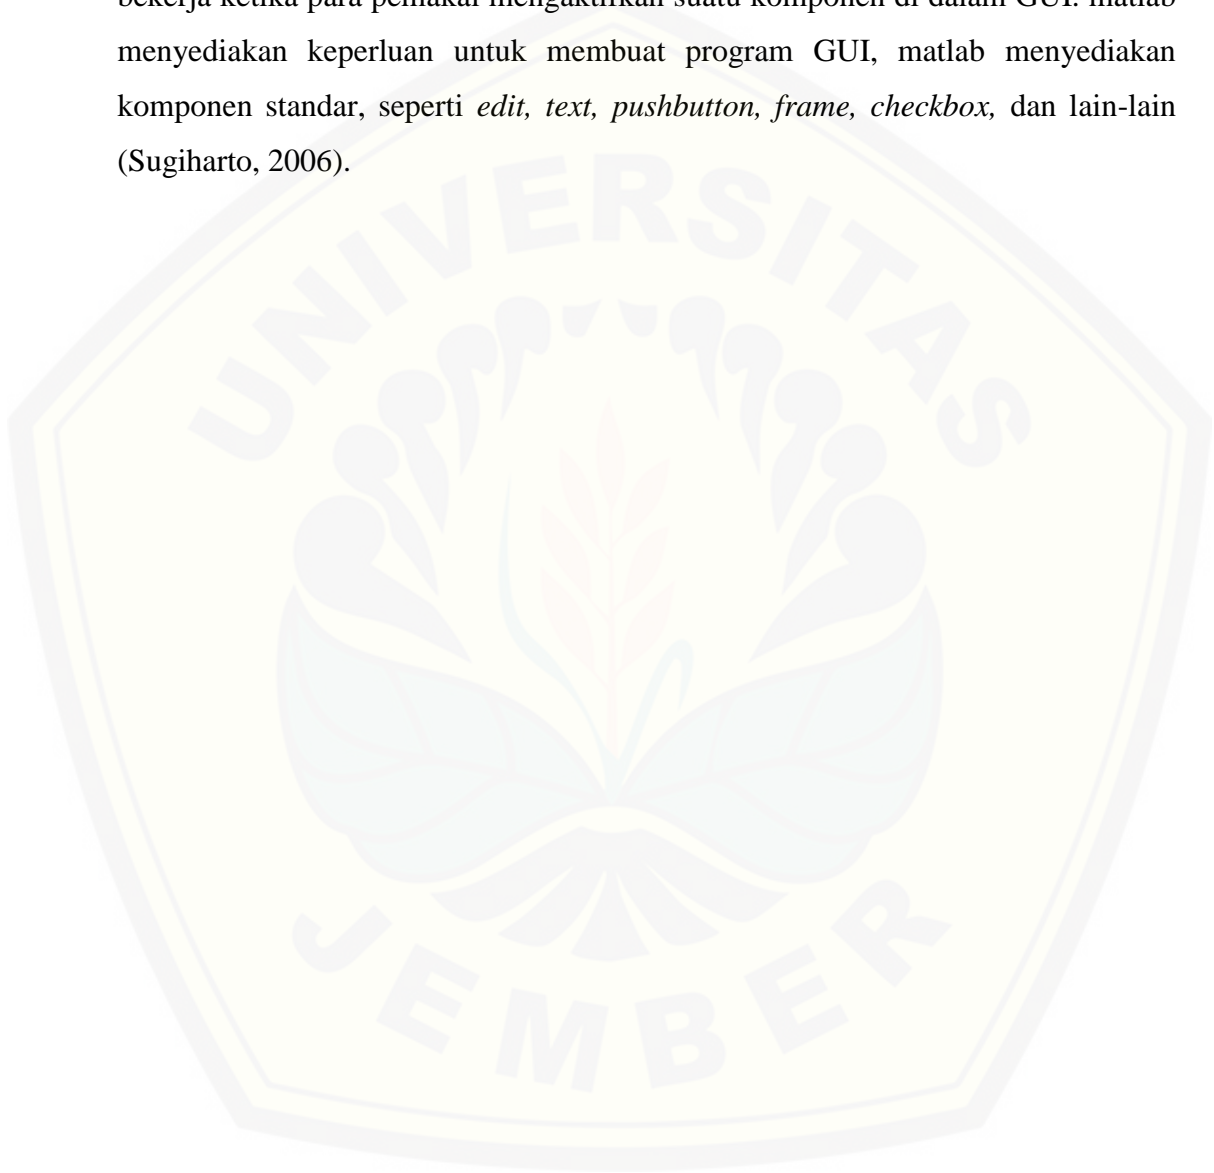 bekerja ketika para pemakai mengaktifkan suatu komponen di dalam GUI. matlab
menyediakan keperluan untuk membuat program GUI, matlab menyediakan
komponen standar, seperti edit, text, pushbutton, frame, checkbox, dan lain-lain
(Sugiharto, 2006).
UNIVERSITAS
JEMBER